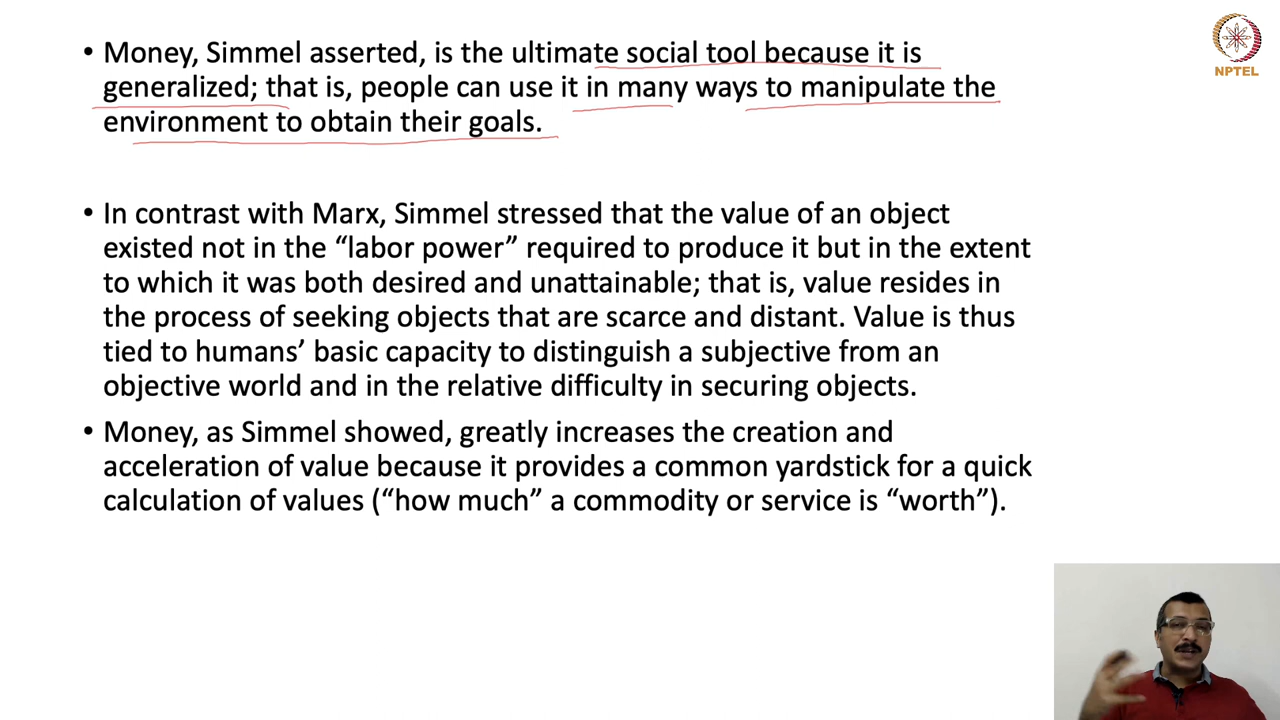 • Money, Simmel asserted, is the ultimate social tool because it is
generalized; that is, people can use it in many ways to manipulate the
environment to obtain their goals.
• In contrast with Marx, Simmel stressed that the value of an object
existed not in the “labor power” required to produce it but in the extent
to which it was both desired and unattainable; that is, value resides in
the process of seeking objects that are scarce and distant. Value is thus
tied to humans’ basic capacity to distinguish a subjective from an
objective world and in the relative difficulty in securing objects.
• Money, as Simmel showed, greatly increases the creation and
acceleration of value because it provides a common yardstick for a quick
calculation of values (“how much” a commodity or service is “worth”).
NPTEL